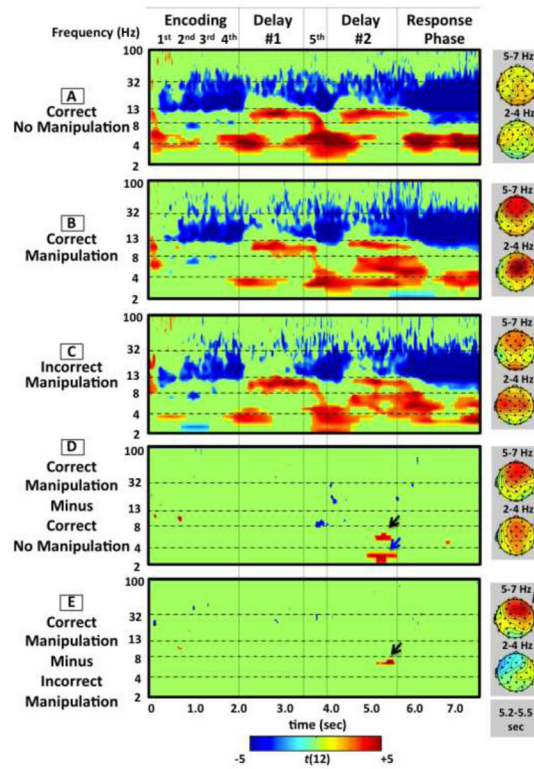 Frequency (Hz) Encoding Delay #1 Delay #2 Response Phase
1st 2nd 3rd 4th 5th
100
32
13
8
4
2
A
Correct
No Manipulation
5-7 Hz
2-4 Hz
100
32
13
8
4
2
B
Correct
Manipulation
5-7 Hz
2-4 Hz
100
32
13
8
4
2
C
Incorrect
Manipulation
5-7 Hz
2-4 Hz
100
32
13
8
4
2
D
Correct
Manipulation
Minus
Correct
No Manipulation
5-7 Hz
2-4 Hz
100
32
13
8
4
2
E
Correct
Manipulation
Minus
Incorrect
Manipulation
5-7 Hz
2-4 Hz
5.2-5.5
sec
0 1.0 2.0 3.0 4.0 5.0 6.0 7.0
time (sec)
-5 t(12) +5